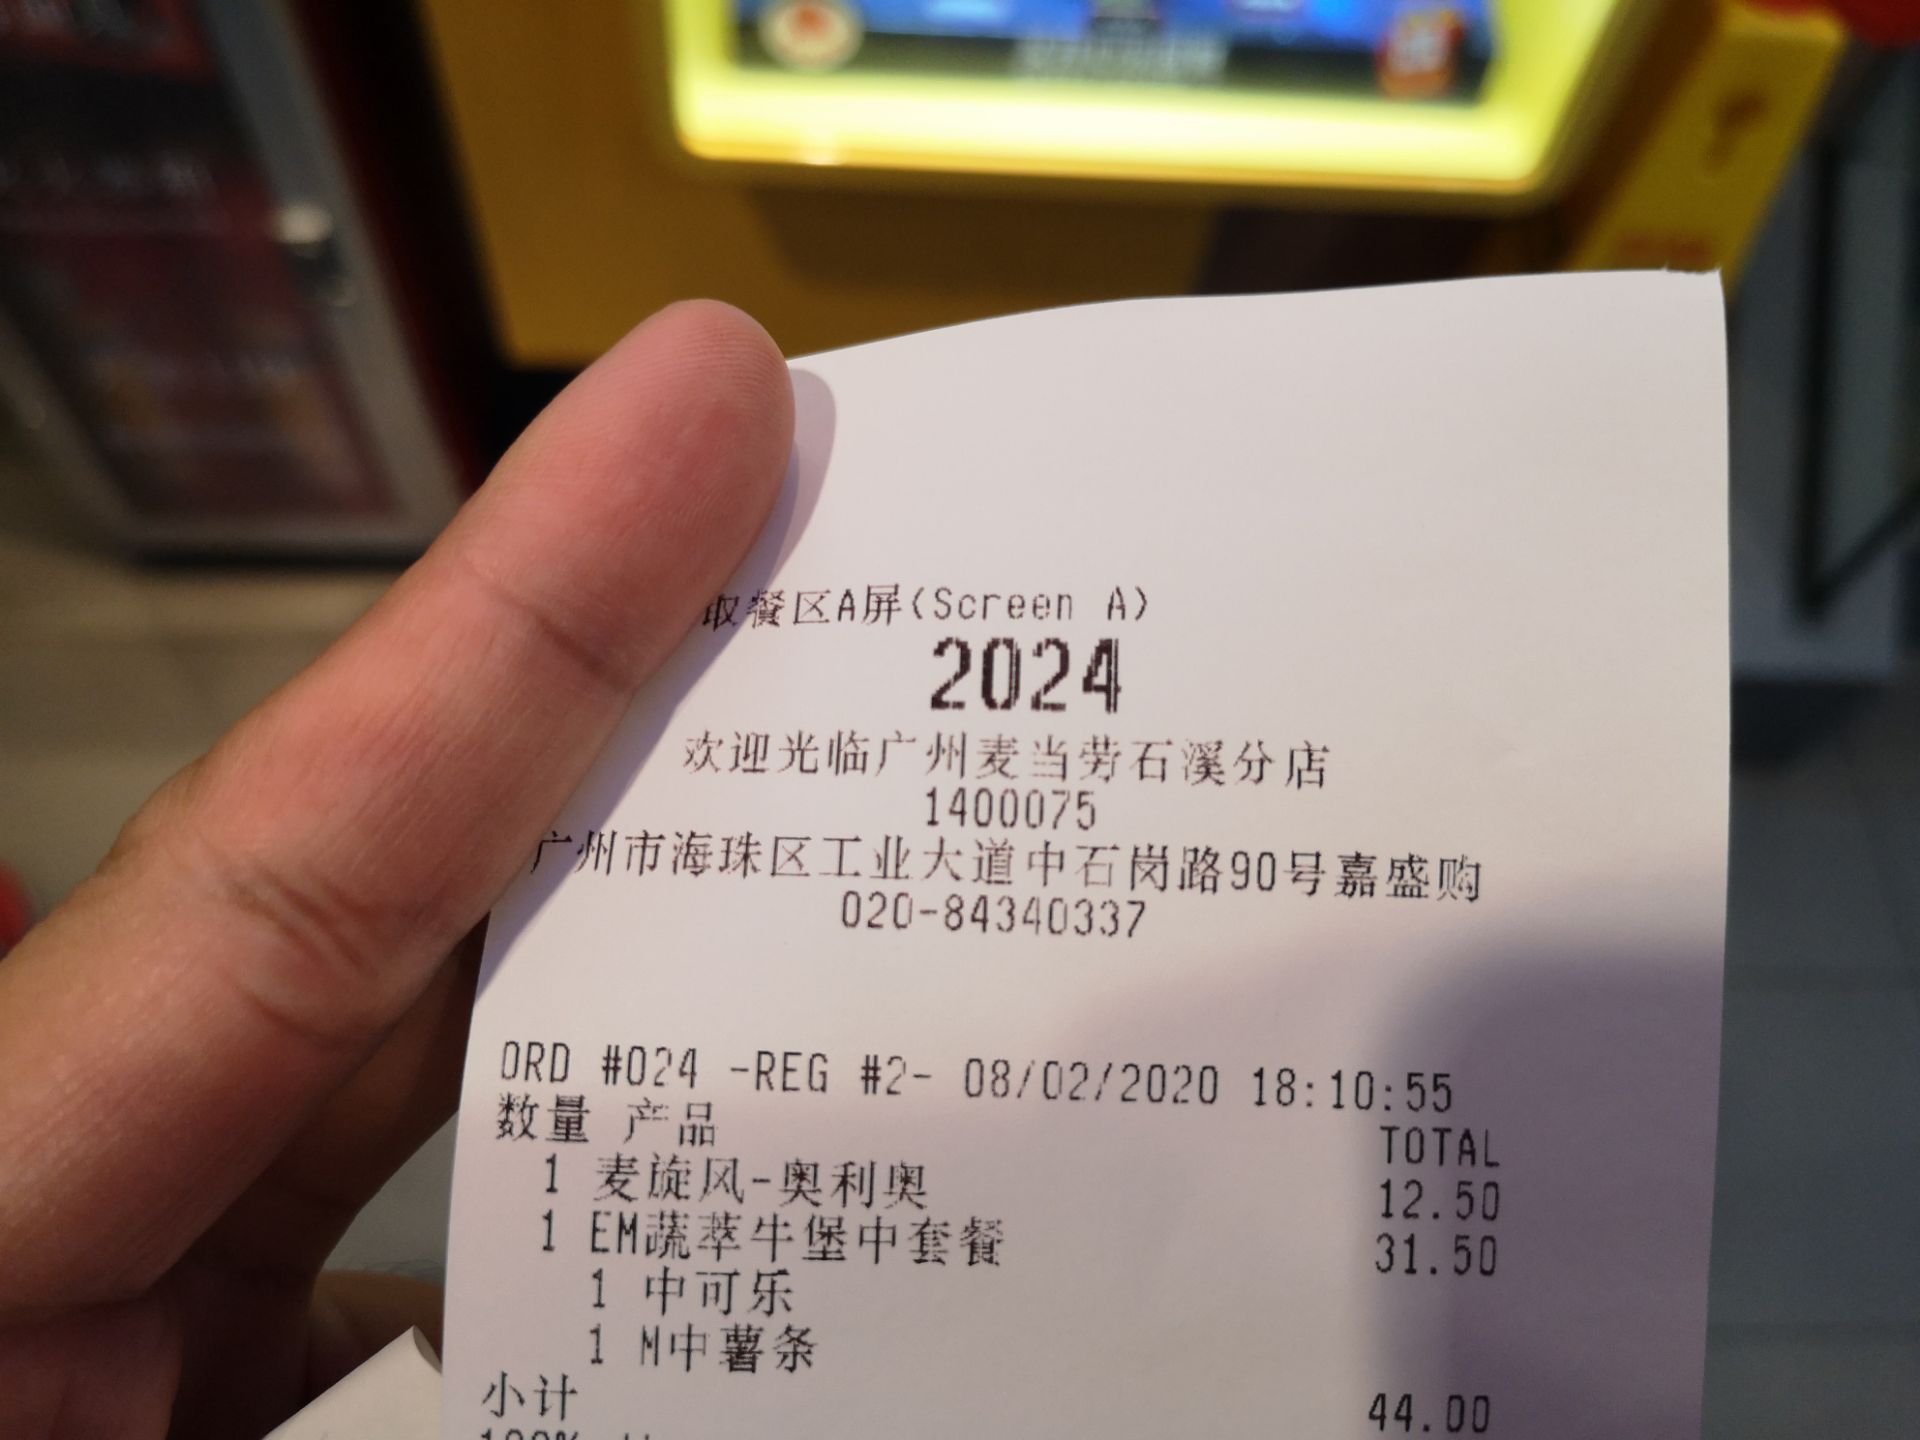 取餐区A屏(Screen A)
2024
欢迎光临广州麦当劳石溪分店
1400075
广州市海珠区工业大道中石岗路90号嘉盛购
020-84340337
ORD #024 -REG #2- 08/02/2020 18:10:55
数量 产品 TOTAL
1 麦旋风-奥利奥 12.50
1 EM蔬萃牛堡中套餐 31.50
1 中可乐
1 M中薯条
小计 44.00